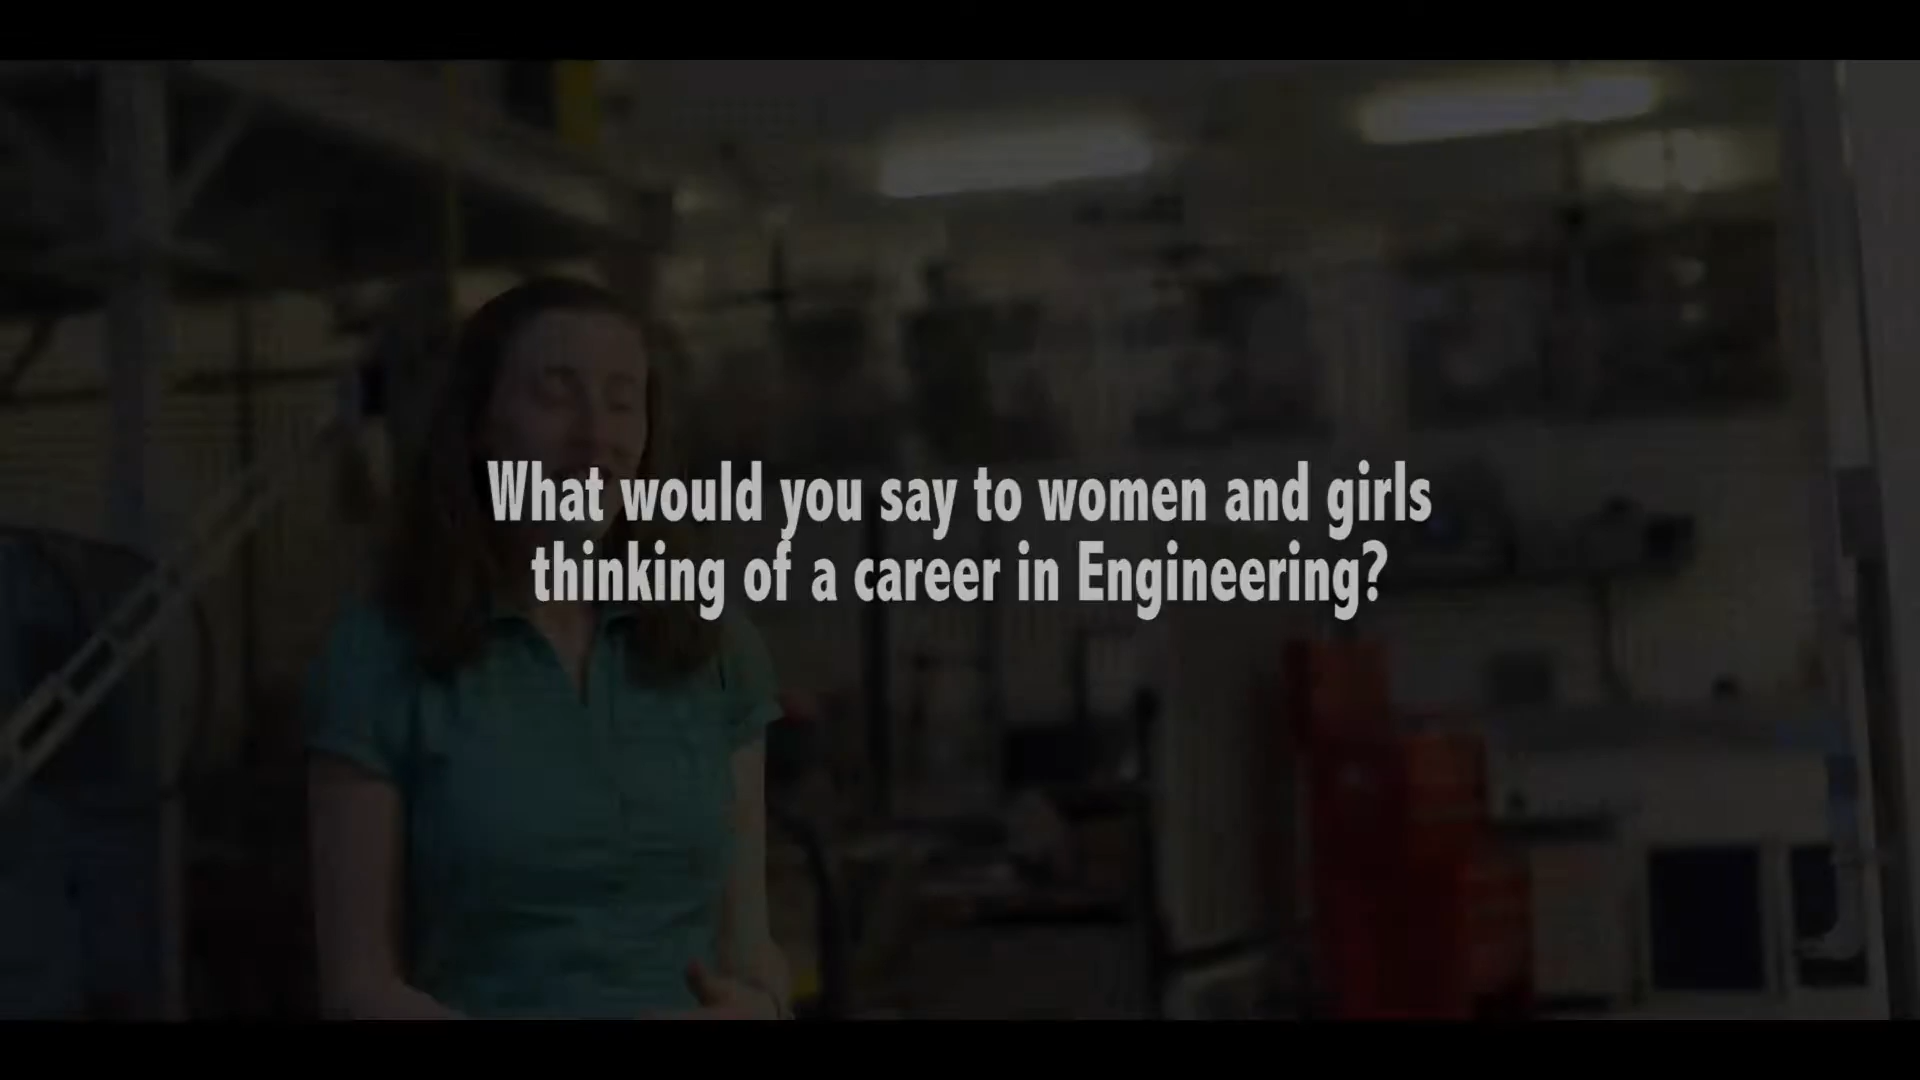 What would you say to women and girls
thinking of a career in Engineering?